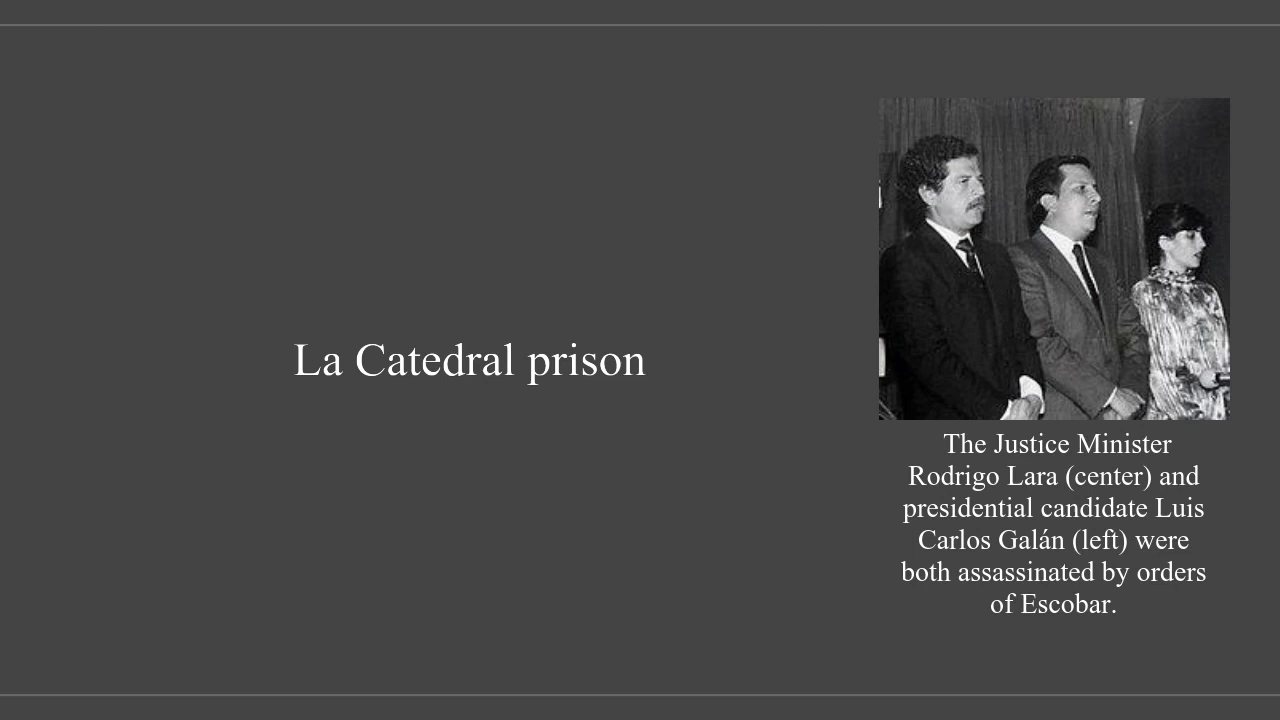 La Catedral prison
The Justice Minister
Rodrigo Lara (center) and
presidential candidate Luis
Carlos Galán (left) were
both assassinated by orders
of Escobar.